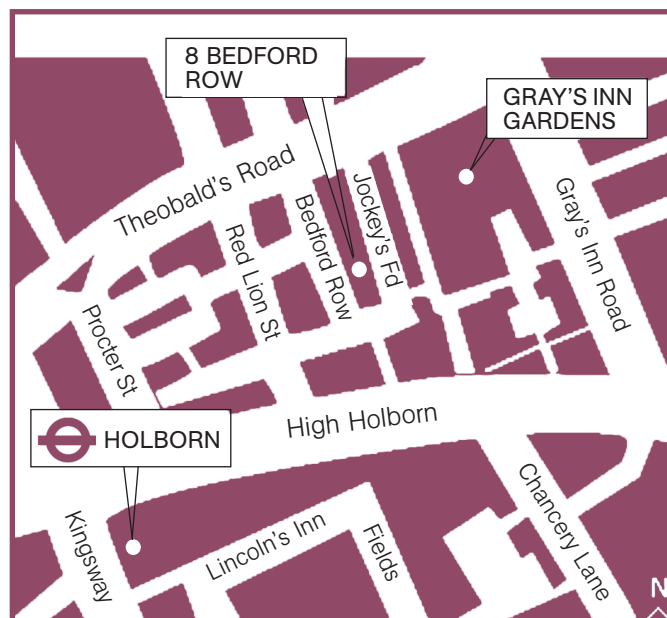 8 BEDFORD
ROW
GRAY'S INN
GARDENS
Theobald's Road
Jockey's Fd
Bedford Row
Red Lion St
Gray's Inn Road
Procter St
High Holborn
HOLBORN
Kingsway
Lincoln's Inn
Fields
Chancery Lane
N